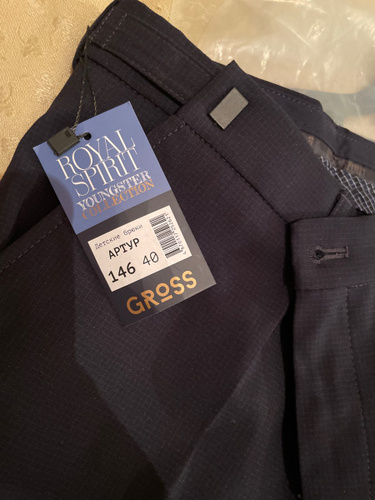 ROYAL
SPIRIT
YOUNGSTER
COLLECTION
Детские брюки
АРТУР
146 40
GROSS